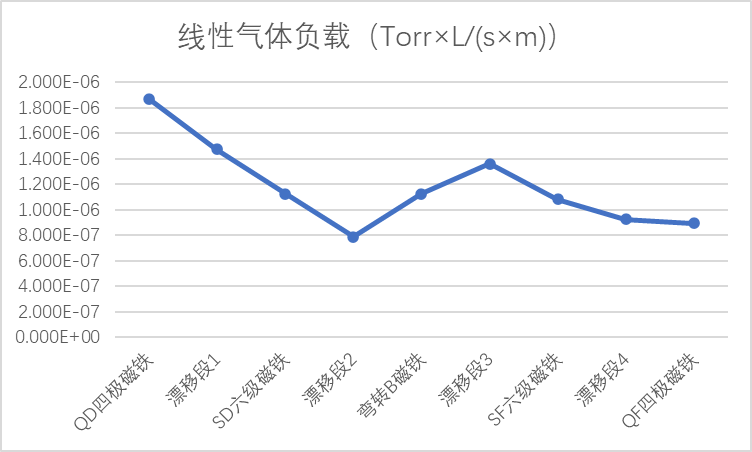 线性气体负载（Torr×L/(s×m)）
2.000E-06
1.800E-06
1.600E-06
1.400E-06
1.200E-06
1.000E-06
8.000E-07
6.000E-07
4.000E-07
2.000E-07
0.000E+00
QD四极磁铁
漂移段1
SD六级磁铁
漂移段2
弯转B磁铁
漂移段3
SF六级磁铁
漂移段4
QF四极磁铁